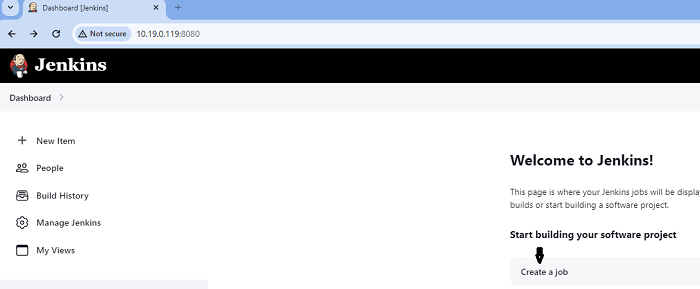 Dashboard [Jenkins]
Not secure 10.19.0.119:8080
Jenkins
Dashboard
New Item
People
Build History
Manage Jenkins
My Views
Welcome to Jenkins!
This page is where your Jenkins jobs will be
builds or start building a software project.
Start building your software project
Create a job